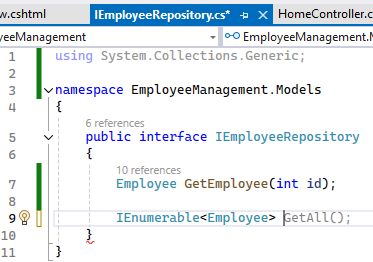 w.cshtml IEmployeeRepository.cs* HomeController.c
eeManagement EmployeeManagement.M
1 using System.Collections.Generic;
2
3 namespace EmployeeManagement.Models
4 {
6 references
5 public interface IEmployeeRepository
6 {
10 references
7 Employee GetEmployee(int id);
8
9 IEnumerable<Employee> GetAll();
10 }
11 }